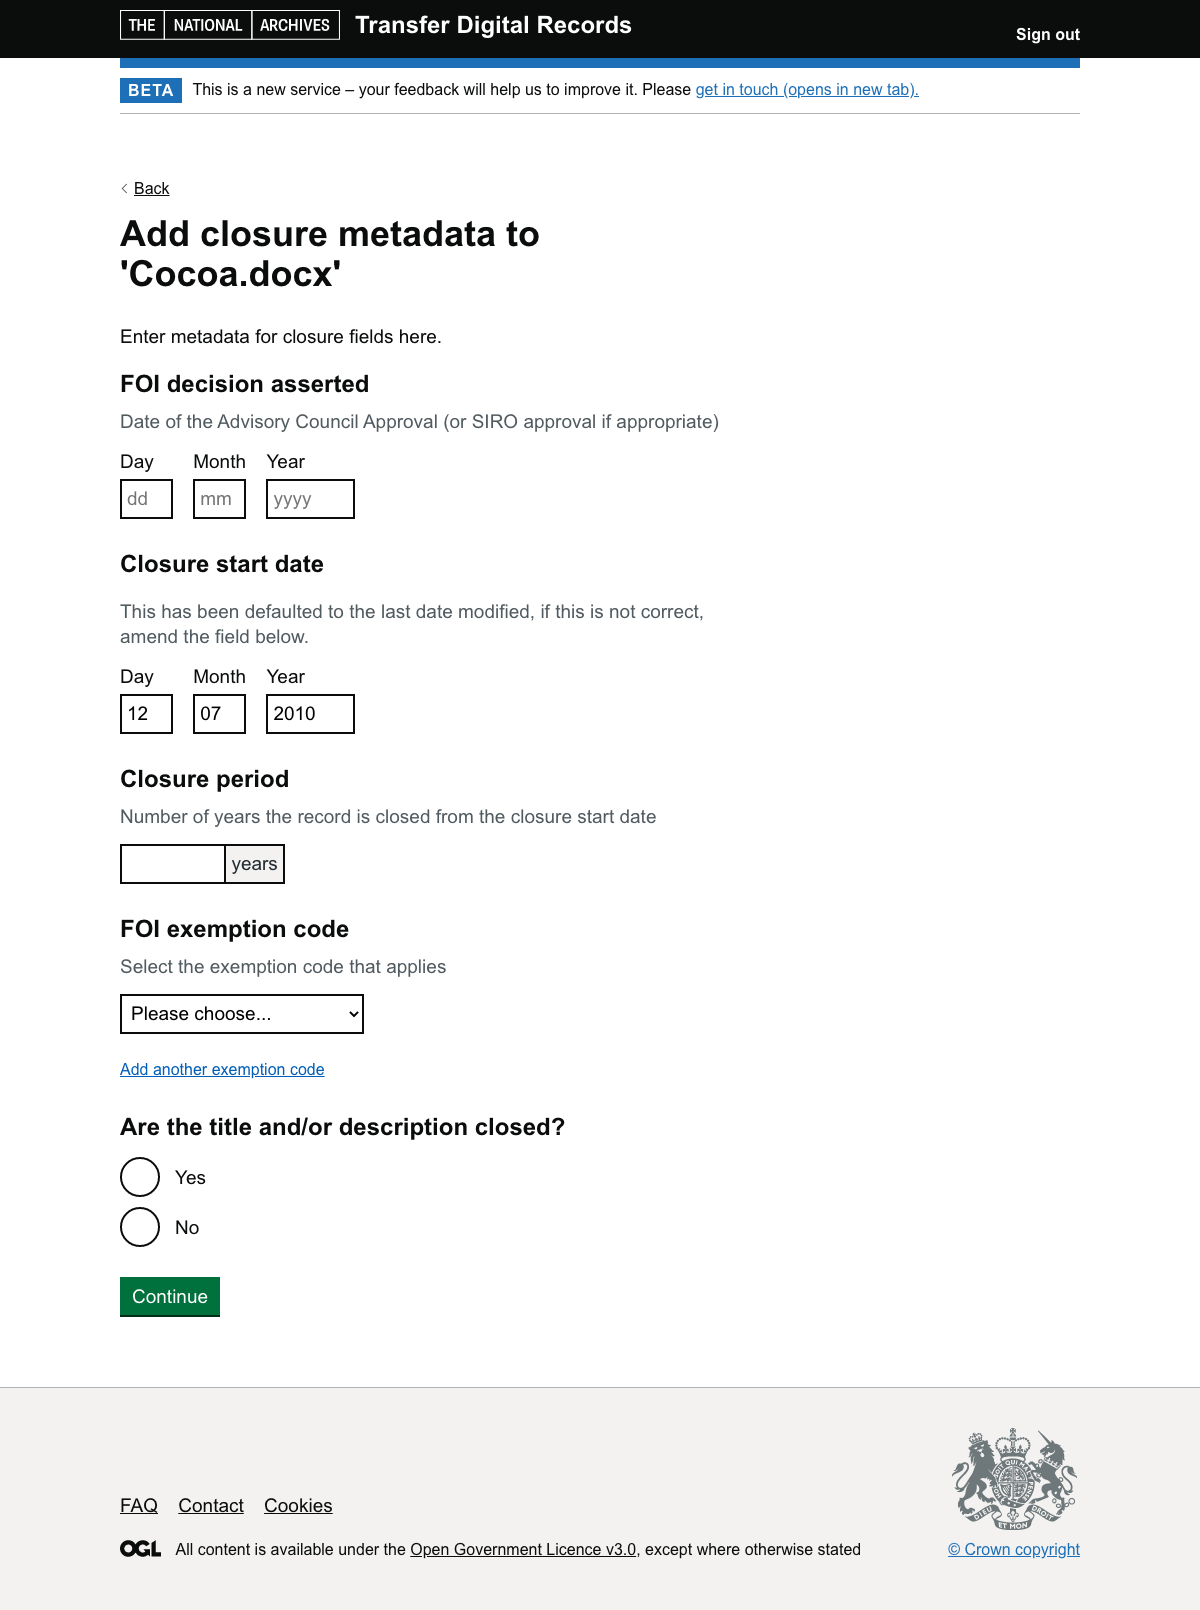 THE NATIONAL ARCHIVES Transfer Digital Records
Sign out
BETA This is a new service – your feedback will help us to improve it. Please get in touch (opens in new tab).
Back
Add closure metadata to
'Cocoa.docx'
Enter metadata for closure fields here.
FOI decision asserted
Date of the Advisory Council Approval (or SIRO approval if appropriate)
Day Month Year
dd mm yyyy
Closure start date
This has been defaulted to the last date modified, if this is not correct,
amend the field below.
Day Month Year
12 07 2010
Closure period
Number of years the record is closed from the closure start date
years
FOI exemption code
Select the exemption code that applies
Please choose...
Add another exemption code
Are the title and/or description closed?
Yes
No
Continue
DIEU ET MON DROIT
FAQ Contact Cookies
OGL All content is available under the Open Government Licence v3.0, except where otherwise stated
© Crown copyright